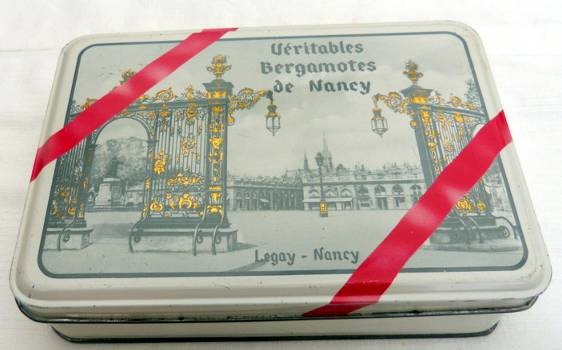 Véritables
Bergamotes
de Nancy
Legay - Nancy